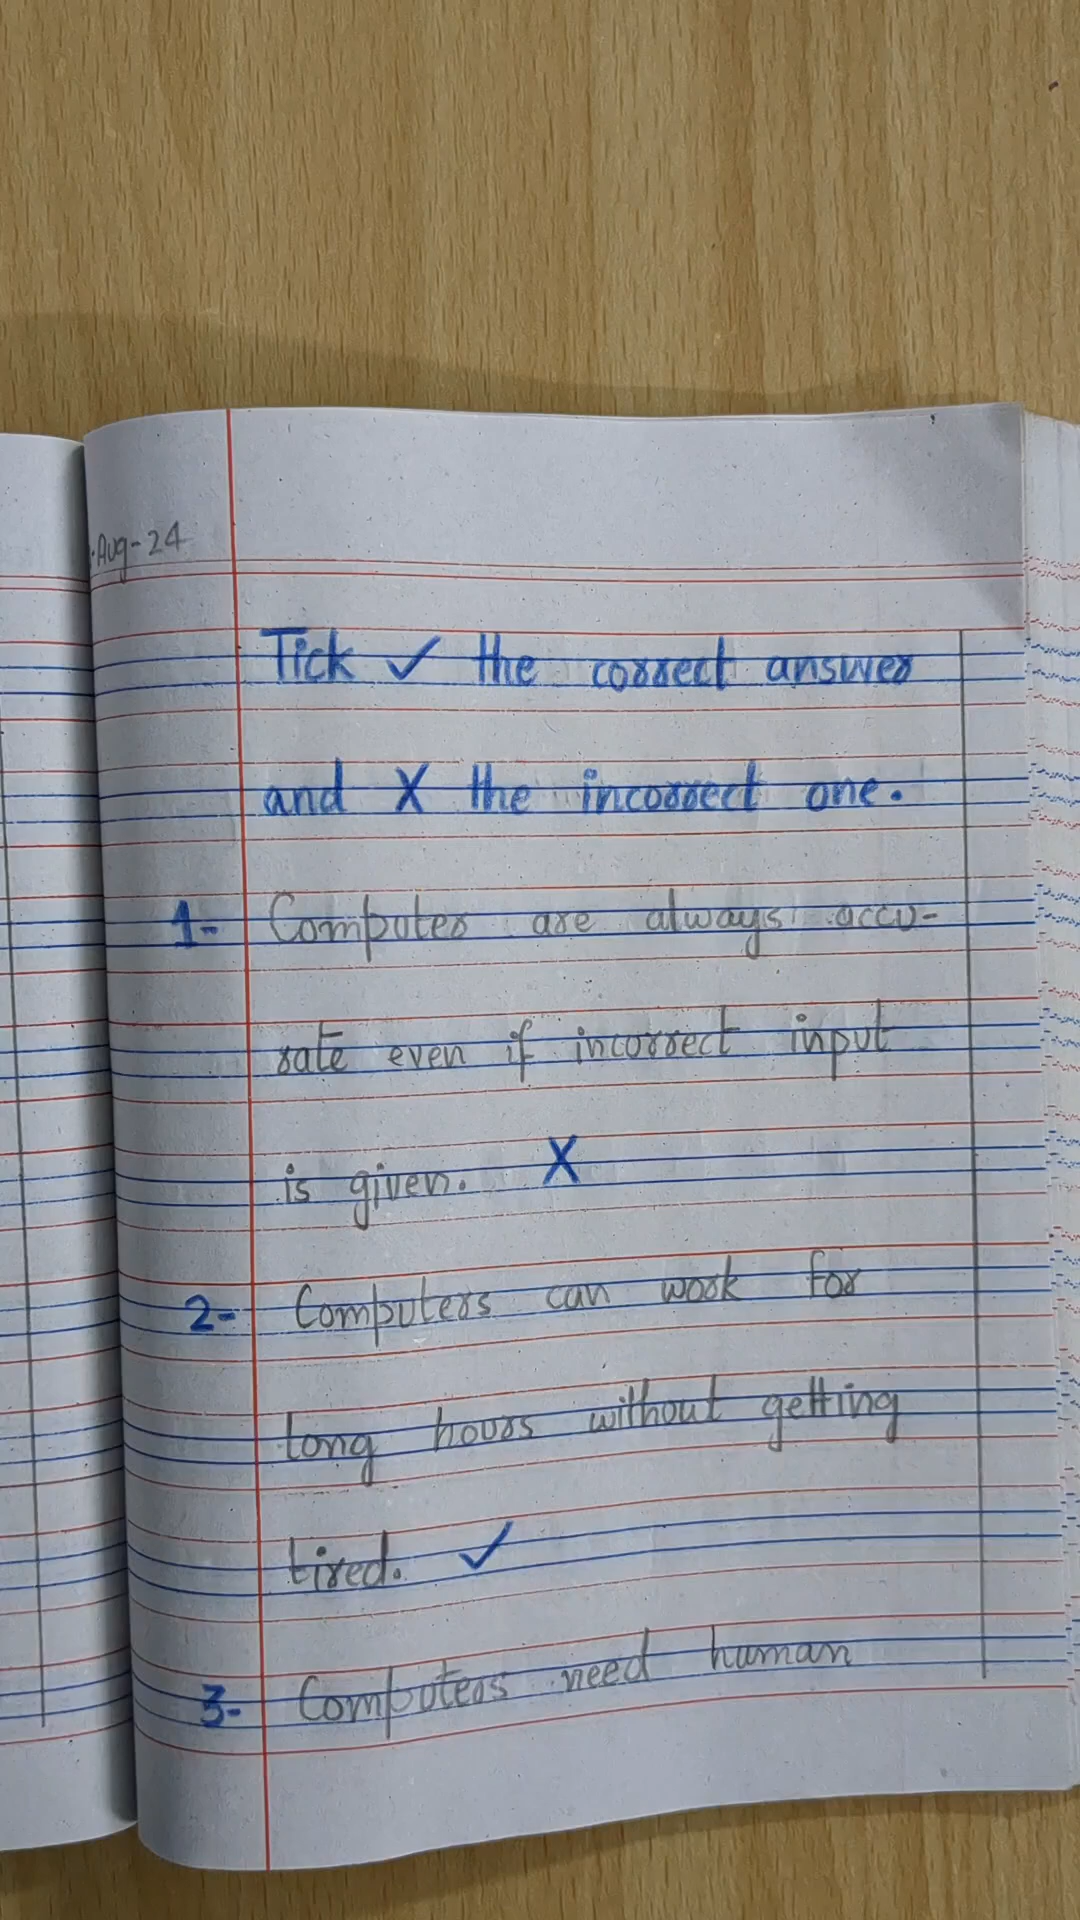 Aug-24
Tick ✓ the correct answer
and X the incorrect one.
1- Computer are always accu-
rate even if incorrect input
is given. X
2- Computers can work for
long hours without getting
tired. ✓
3- Computers need human